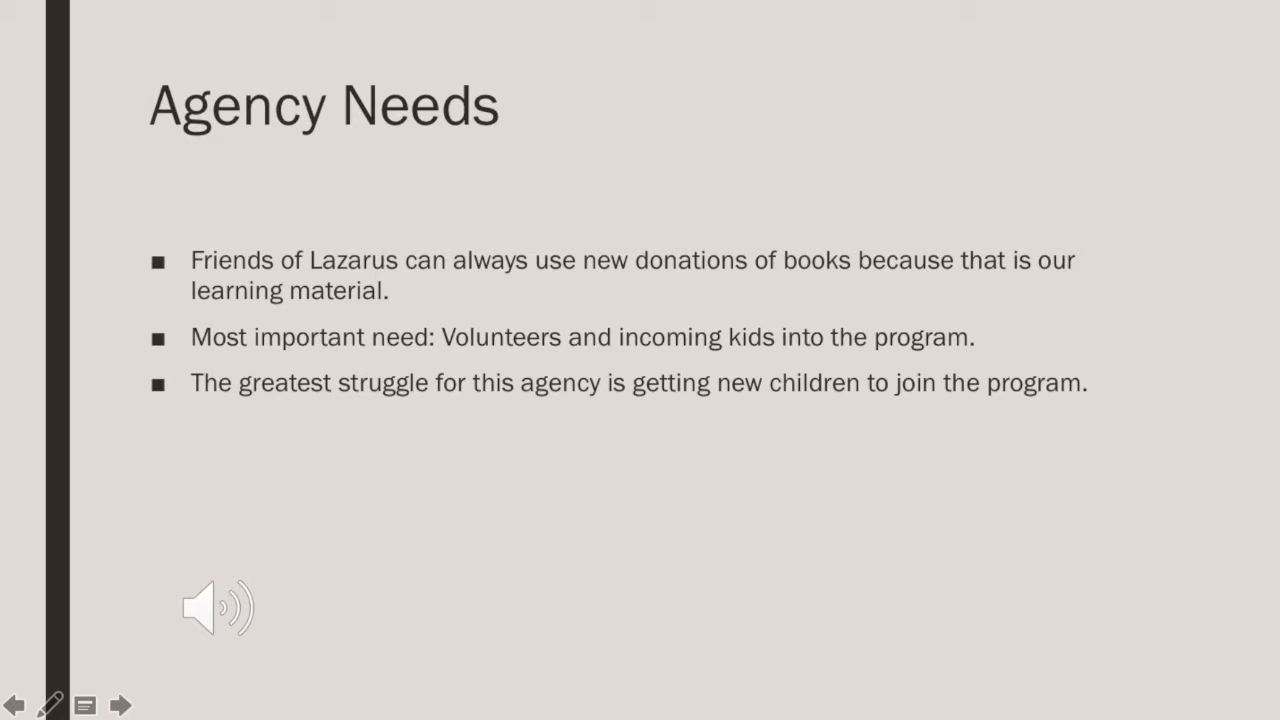 Agency Needs
■ Friends of Lazarus can always use new donations of books because that is our
learning material.
■ Most important need: Volunteers and incoming kids into the program.
■ The greatest struggle for this agency is getting new children to join the program.